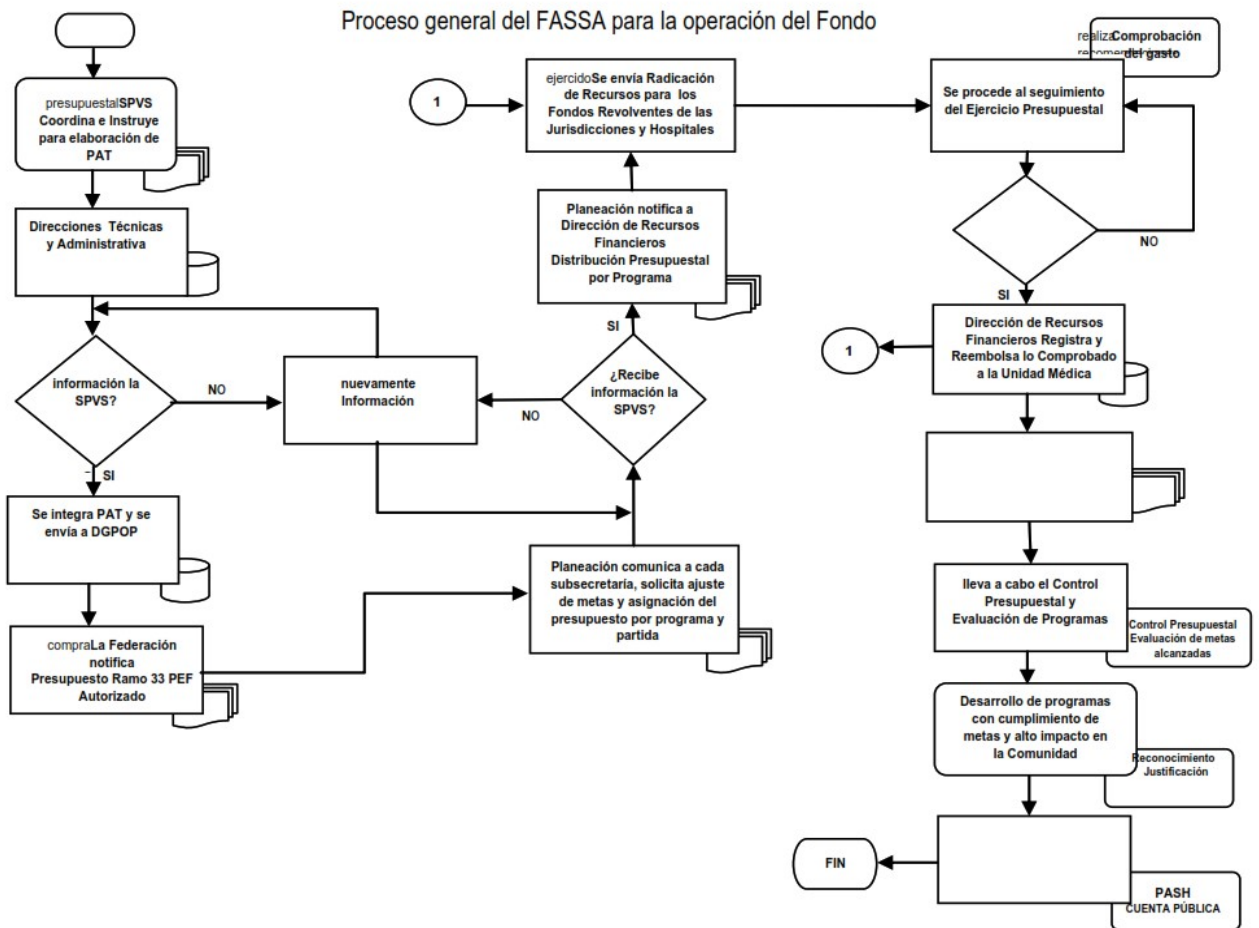 Proceso general del FASSA para la operación del Fondo
presupuestalSPVS
Coordina e Instruye
para elaboración de
PAT
Direcciones Técnicas
y Administrativa
información la
SPVS?
NO
SI
Se integra PAT y se
envía a DGPOP
compraLa Federación
notifica
Presupuesto Ramo 33 PEF
Autorizado
nuevamente
Información
Planeación comunica a cada
subsecretaría, solicita ajuste
de metas y asignación del
presupuesto por programa y
partida
¿Recibe
información la
SPVS?
NO
SI
Planeación notifica a
Dirección de Recursos
Financieros
Distribución Presupuestal
por Programa
1
ejercidoSe envía Radicación
de Recursos para los
Fondos Revolventes de las
Jurisdicciones y Hospitales
realizaComprobación
del gasto
Se procede al seguimiento
del Ejercicio Presupuestal
NO
SI
Dirección de Recursos
Financieros Registra y
Reembolsa lo Comprobado
a la Unidad Médica
1
lleva a cabo el Control
Presupuestal y
Evaluación de Programas
Control Presupuestal
Evaluación de metas
alcanzadas
Desarrollo de programas
con cumplimiento de
metas y alto impacto en
la Comunidad
Reconocimiento
Justificación
FIN
PASH
CUENTA PÚBLICA